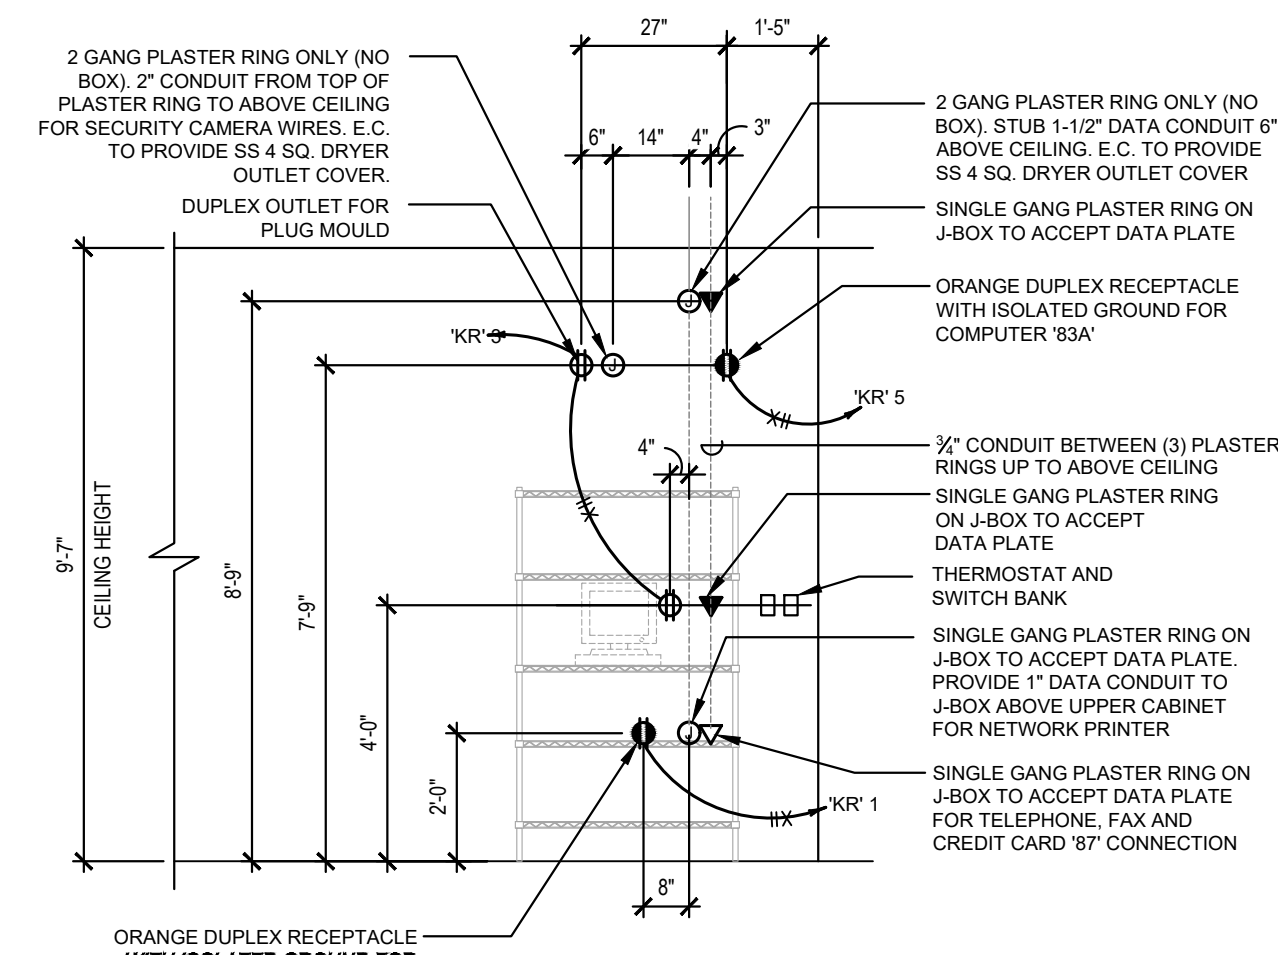 27"
1'-5"
2 GANG PLASTER RING ONLY (NO
BOX). 2" CONDUIT FROM TOP OF
PLASTER RING TO ABOVE CEILING
FOR SECURITY CAMERA WIRES. E.C.
TO PROVIDE SS 4 SQ. DRYER
OUTLET COVER.
DUPLEX OUTLET FOR
PLUG MOULD
6"
14"
4"
3"
2 GANG PLASTER RING ONLY (NO
BOX). STUB 1-1/2" DATA CONDUIT 6"
ABOVE CEILING. E.C. TO PROVIDE
SS 4 SQ. DRYER OUTLET COVER
SINGLE GANG PLASTER RING ON
J-BOX TO ACCEPT DATA PLATE
ORANGE DUPLEX RECEPTACLE
WITH ISOLATED GROUND FOR
COMPUTER '83A'
J
'KR' 3
J
'KR' 5
4"
¾" CONDUIT BETWEEN (3) PLASTER
RINGS UP TO ABOVE CEILING
SINGLE GANG PLASTER RING
ON J-BOX TO ACCEPT
DATA PLATE
THERMOSTAT AND
SWITCH BANK
9'-7"
CEILING HEIGHT
8'-9"
7'-9"
4'-0"
2'-0"
SINGLE GANG PLASTER RING ON
J-BOX TO ACCEPT DATA PLATE.
PROVIDE 1" DATA CONDUIT TO
J-BOX ABOVE UPPER CABINET
FOR NETWORK PRINTER
J
SINGLE GANG PLASTER RING ON
J-BOX TO ACCEPT DATA PLATE
FOR TELEPHONE, FAX AND
CREDIT CARD '87' CONNECTION
'KR' 1
8"
ORANGE DUPLEX RECEPTACLE